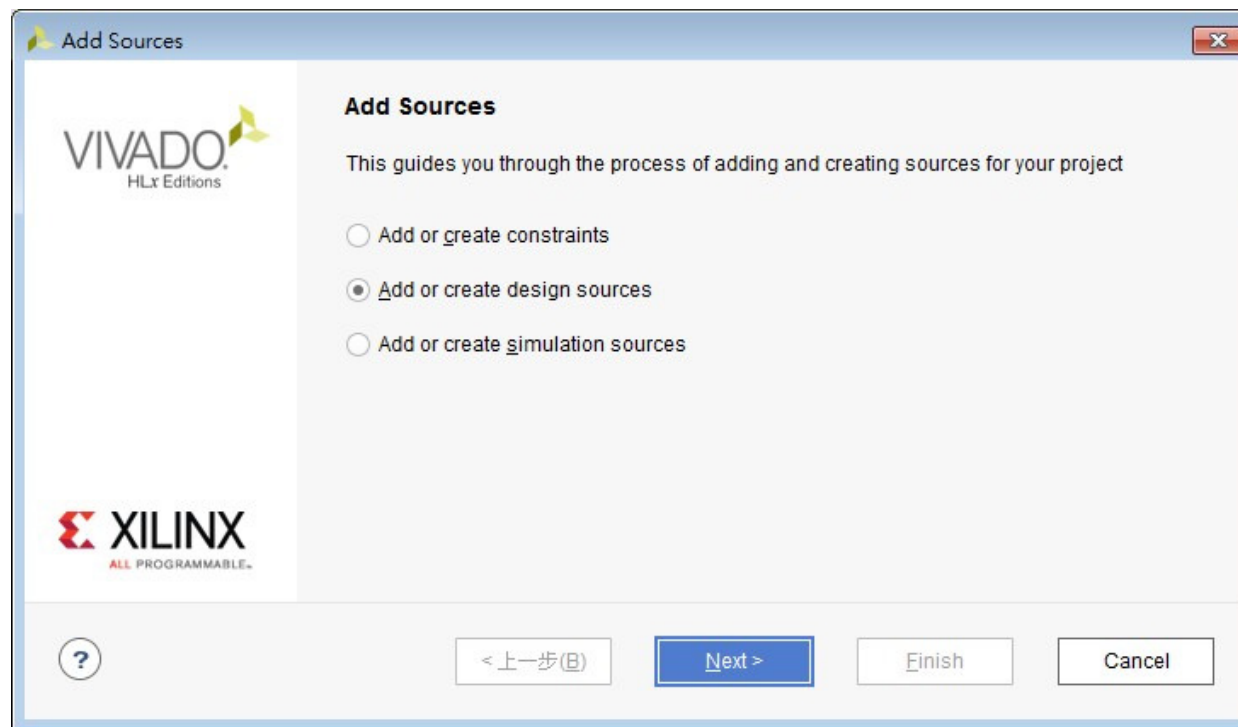 Add Sources
VIVADO.
HLx Editions
Add Sources
This guides you through the process of adding and creating sources for your project
Add or create constraints
Add or create design sources
Add or create simulation sources
XILINX
ALL PROGRAMMABLE™
?
< 上一步(B)
Next >
Finish
Cancel